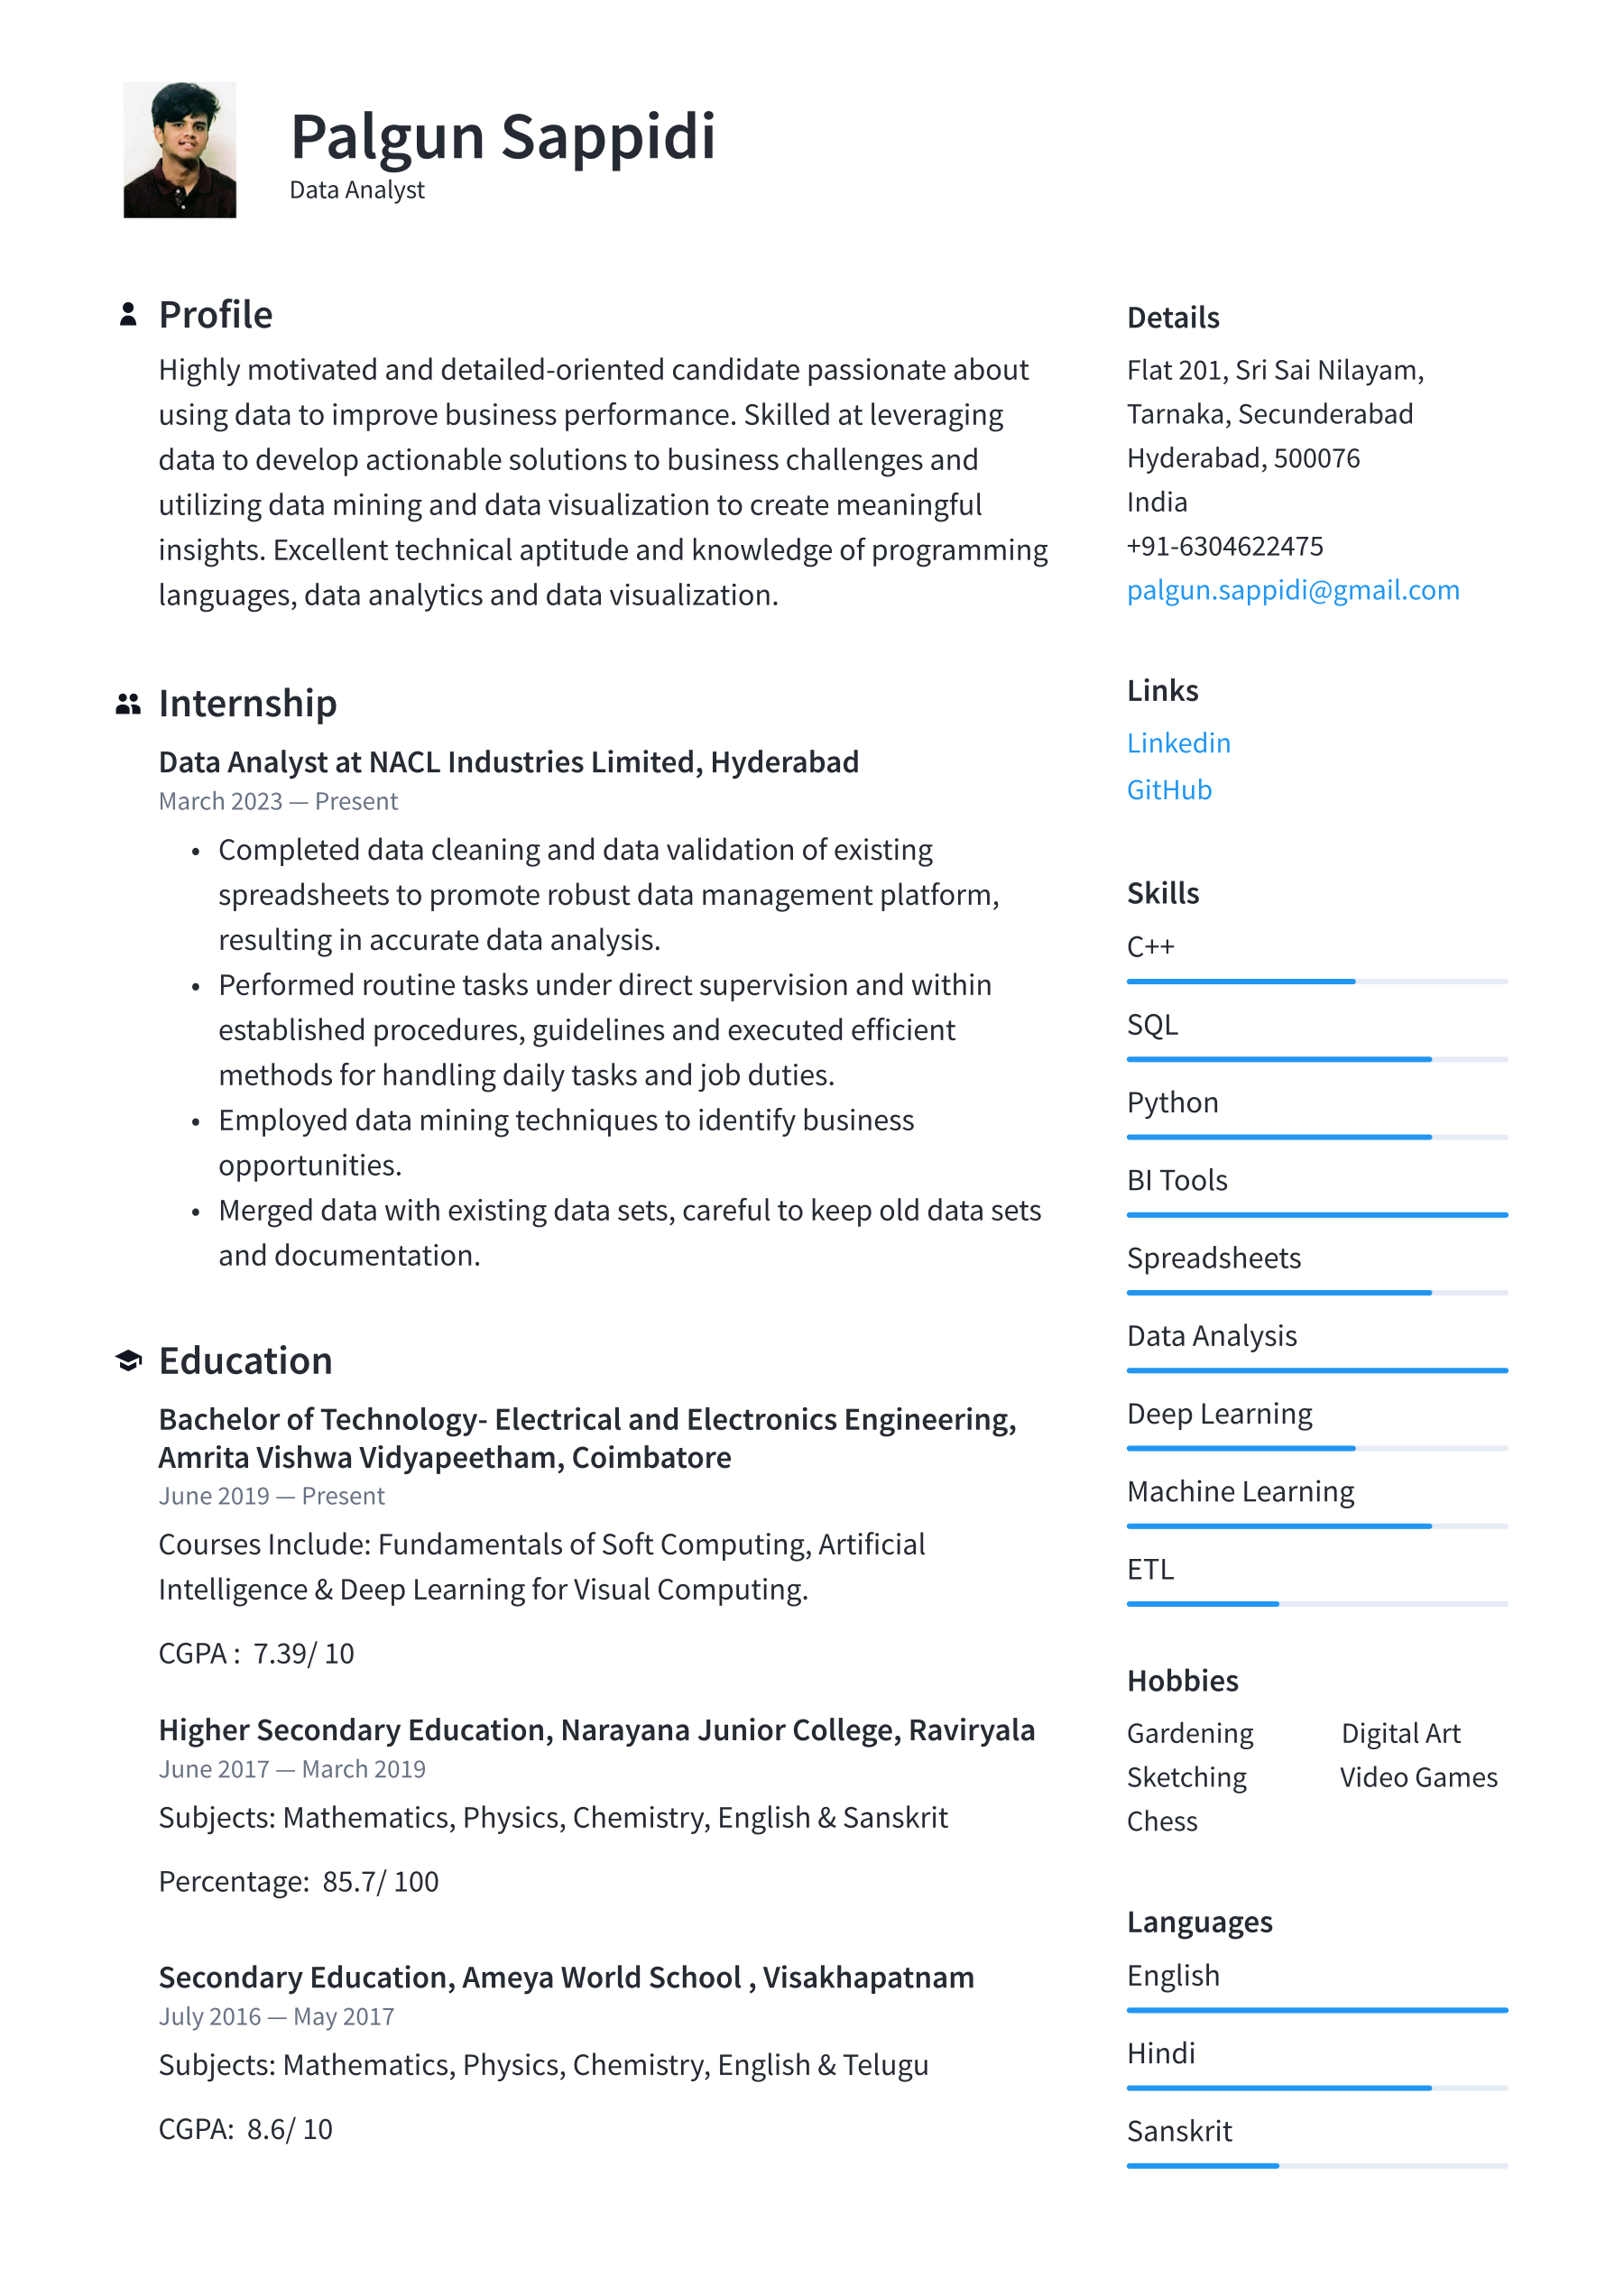 Palgun Sappidi
Data Analyst
Profile
Highly motivated and detailed-oriented candidate passionate about
using data to improve business performance. Skilled at leveraging
data to develop actionable solutions to business challenges and
utilizing data mining and data visualization to create meaningful
insights. Excellent technical aptitude and knowledge of programming
languages, data analytics and data visualization.
Internship
Data Analyst at NACL Industries Limited, Hyderabad
March 2023 — Present
• Completed data cleaning and data validation of existing
spreadsheets to promote robust data management platform,
resulting in accurate data analysis.
• Performed routine tasks under direct supervision and within
established procedures, guidelines and executed efficient
methods for handling daily tasks and job duties.
• Employed data mining techniques to identify business
opportunities.
• Merged data with existing data sets, careful to keep old data sets
and documentation.
Education
Bachelor of Technology- Electrical and Electronics Engineering,
Amrita Vishwa Vidyapeetham, Coimbatore
June 2019 — Present
Courses Include: Fundamentals of Soft Computing, Artificial
Intelligence & Deep Learning for Visual Computing.
CGPA : 7.39/ 10
Higher Secondary Education, Narayana Junior College, Raviryala
June 2017 — March 2019
Subjects: Mathematics, Physics, Chemistry, English & Sanskrit
Percentage: 85.7/ 100
Secondary Education, Ameya World School , Visakhapatnam
July 2016 — May 2017
Subjects: Mathematics, Physics, Chemistry, English & Telugu
CGPA: 8.6/ 10
Details
Flat 201, Sri Sai Nilayam,
Tarnaka, Secunderabad
Hyderabad, 500076
India
+91-6304622475
palgun.sappidi@gmail.com
Links
Linkedin
GitHub
Skills
C++
SQL
Python
BI Tools
Spreadsheets
Data Analysis
Deep Learning
Machine Learning
ETL
Hobbies
Gardening Digital Art
Sketching Video Games
Chess
Languages
English
Hindi
Sanskrit